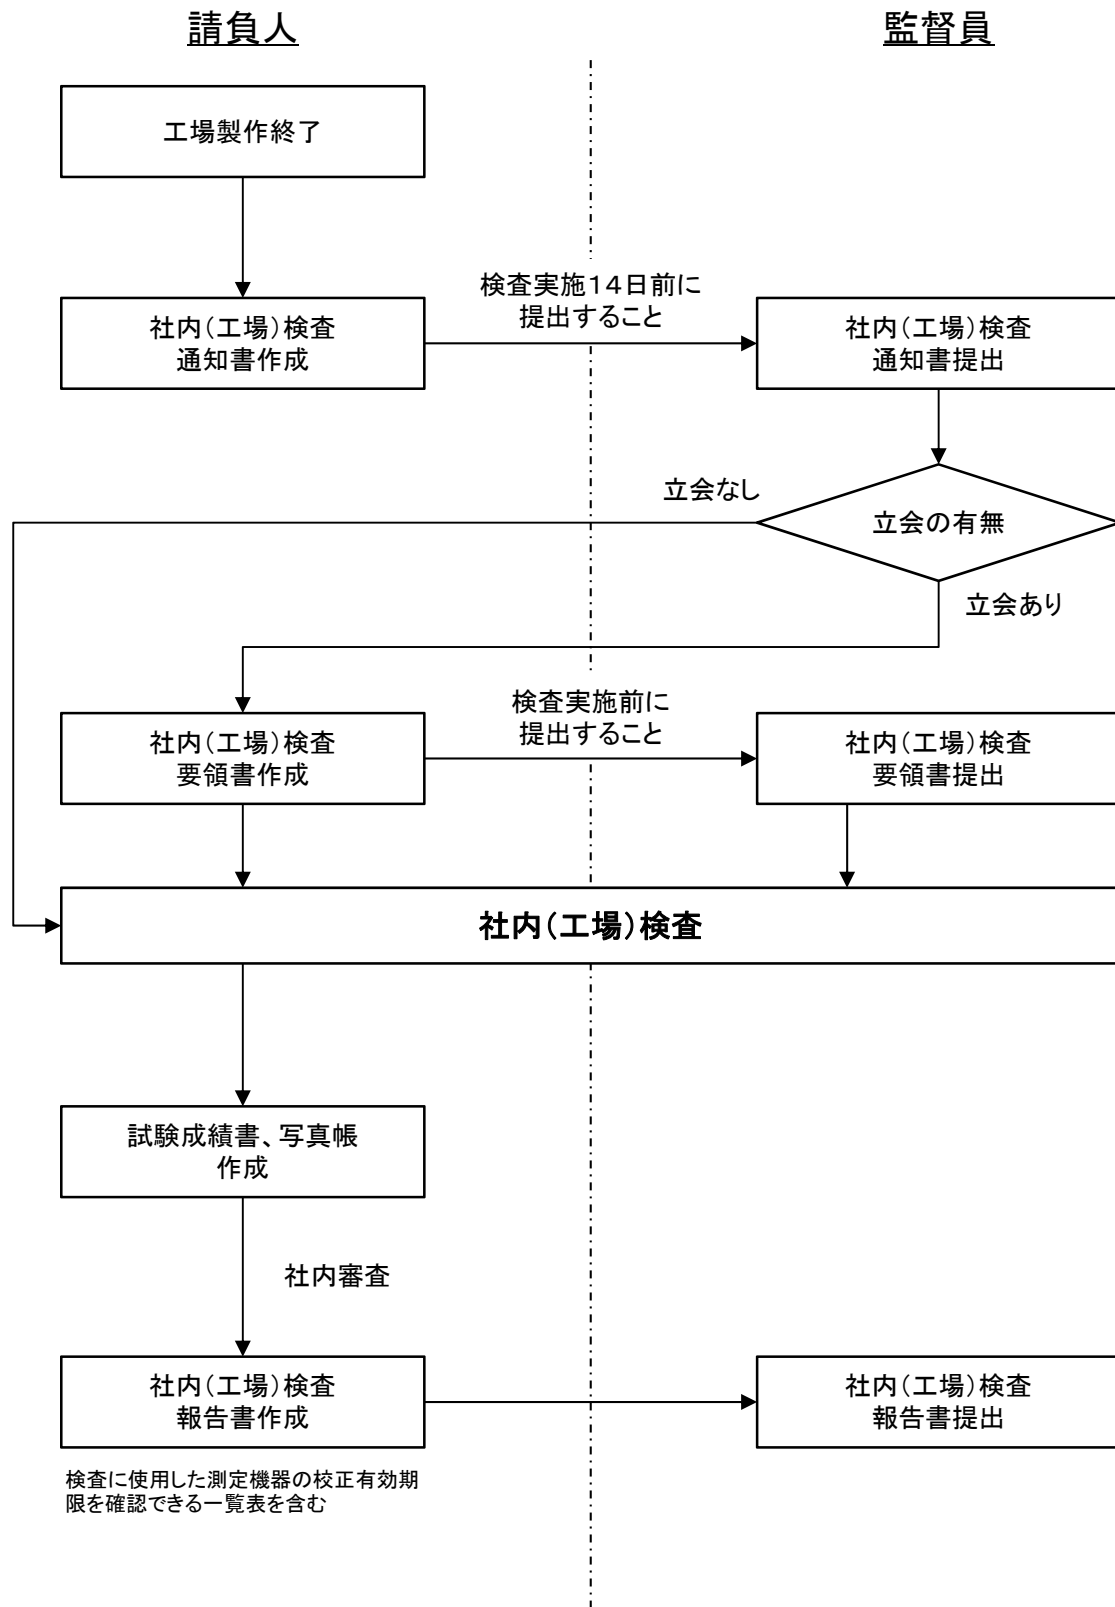 請負人
監督員
工場製作終了
検査実施14日前に
提出すること
社内(工場)検査
通知書作成
社内(工場)検査
通知書提出
立会なし
立会の有無
立会あり
検査実施前に
提出すること
社内(工場)検査
要領書作成
社内(工場)検査
要領書提出
社内(工場)検査
試験成績書、写真帳
作成
社内審査
社内(工場)検査
報告書作成
社内(工場)検査
報告書提出
検査に使用した測定機器の校正有効期
限を確認できる一覧表を含む